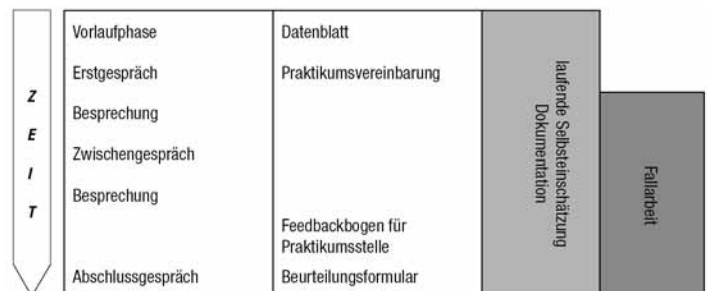 Z
E
I
T
Vorlaufphase
Erstgespräch
Besprechung
Zwischengespräch
Besprechung
Abschlussgespräch
Datenblatt
Praktikumsvereinbarung
Feedbackbogen für
Praktikumsstelle
Beurteilungsformular
laufende Selbsteinschätzung
Dokumentation
Fallarbeit